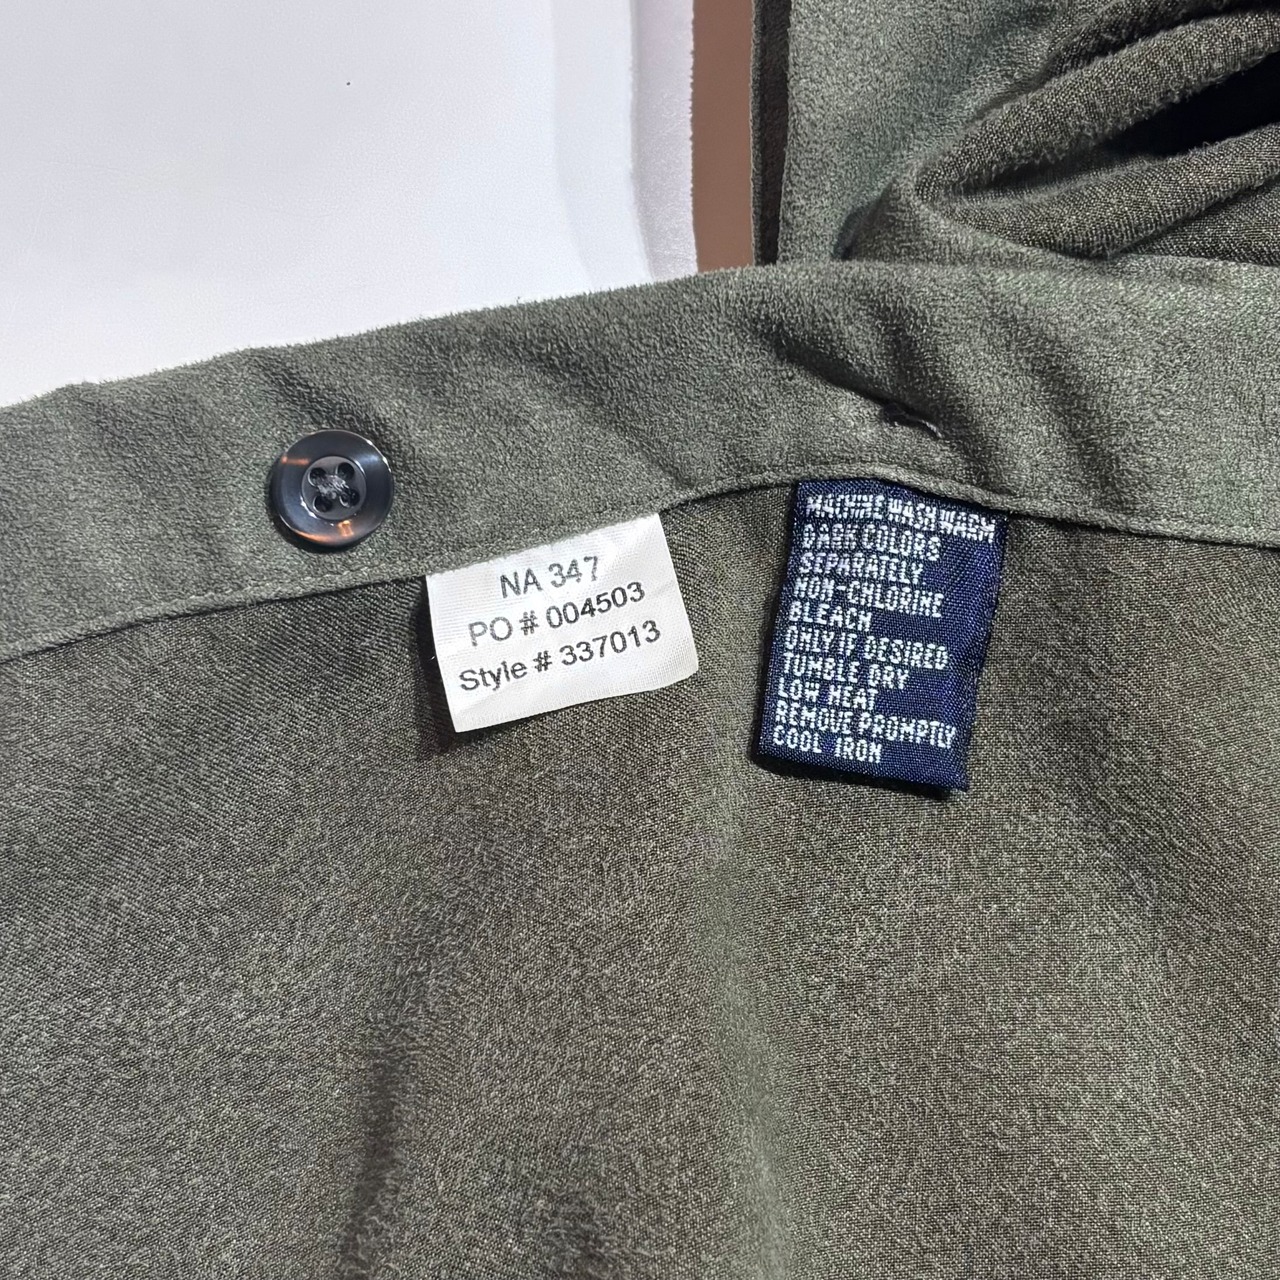 NA 347
PO # 004503
Style # 337013
MACHINE WASH WARM
DARK COLORS
SEPARATELY
NON-CHLORINE
BLEACH
ONLY IF DESIRED
TUMBLE DRY
LOW HEAT
REMOVE PROMPTLY
COOL IRON